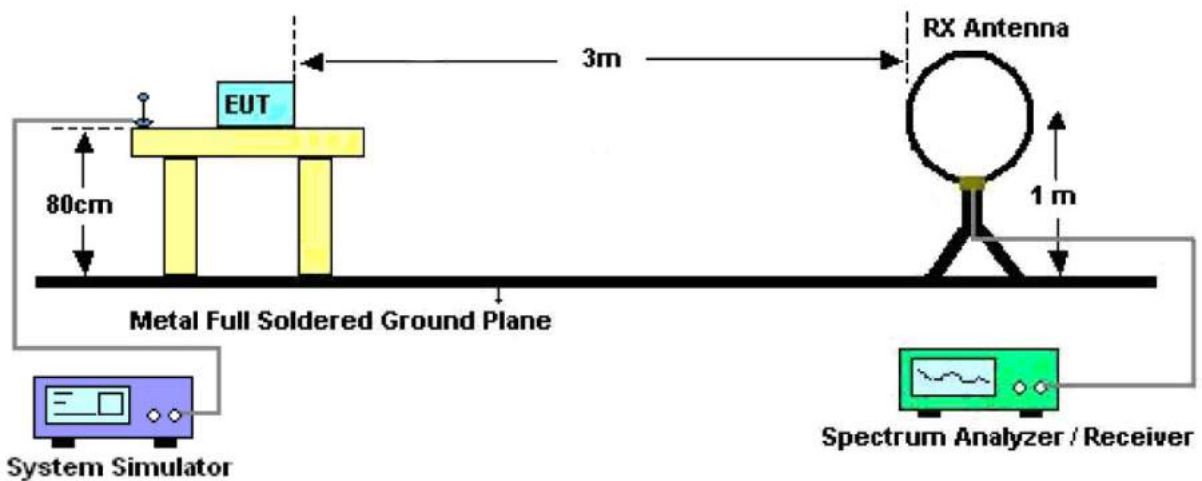 RX Antenna
3m
EUT
80cm
1 m
Metal Full Soldered Ground Plane
System Simulator
Spectrum Analyzer / Receiver